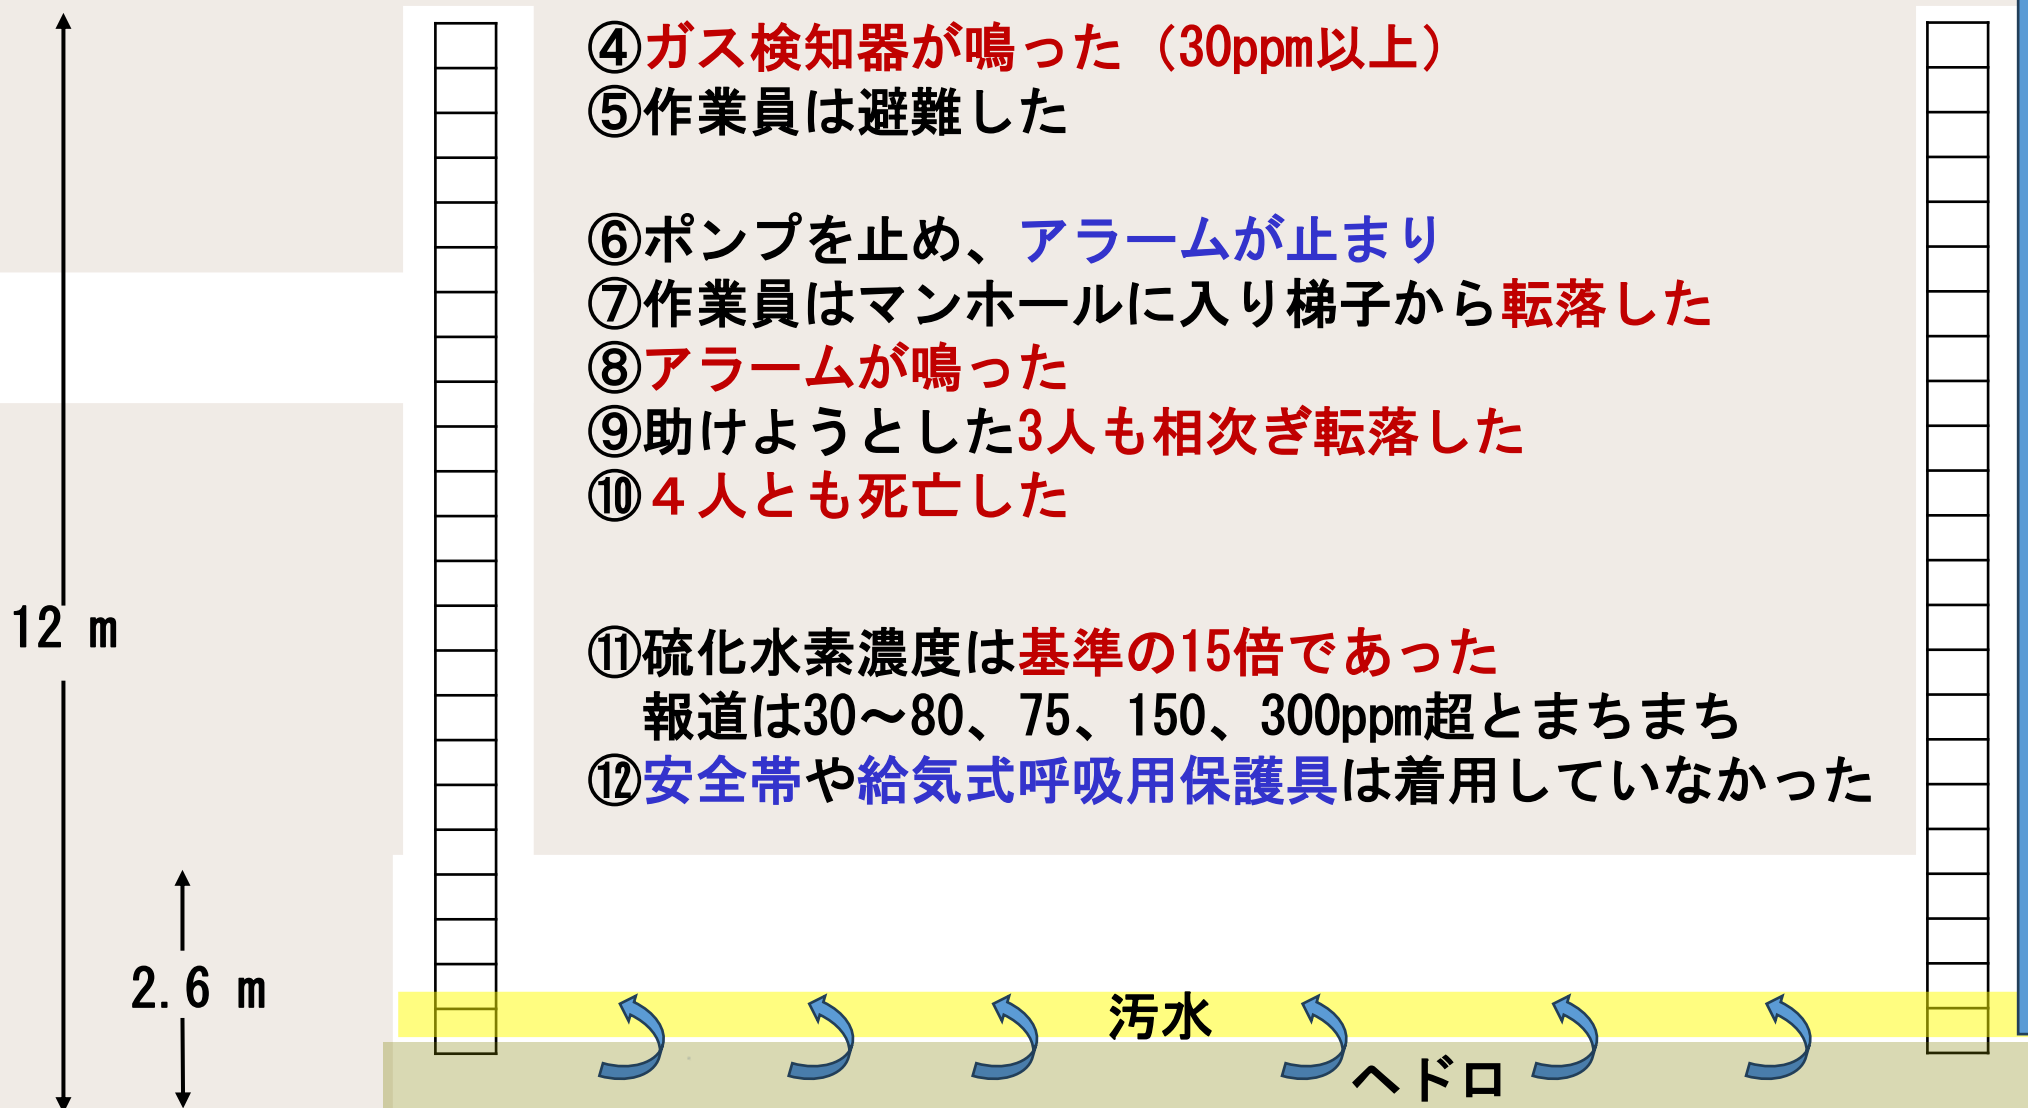 ④ガス検知器が鳴った（30ppm以上）
⑤作業員は避難した
⑥ポンプを止め、アラームが止まり
⑦作業員はマンホールに入り梯子から転落した
⑧アラームが鳴った
⑨助けようとした3人も相次ぎ転落した
⑩４人とも死亡した
12 m
⑪硫化水素濃度は基準の15倍であった
報道は30～80、75、150、300ppm超とまちまち
⑫安全帯や給気式呼吸用保護具は着用していなかった
2.6 m
汚水
ヘドロ